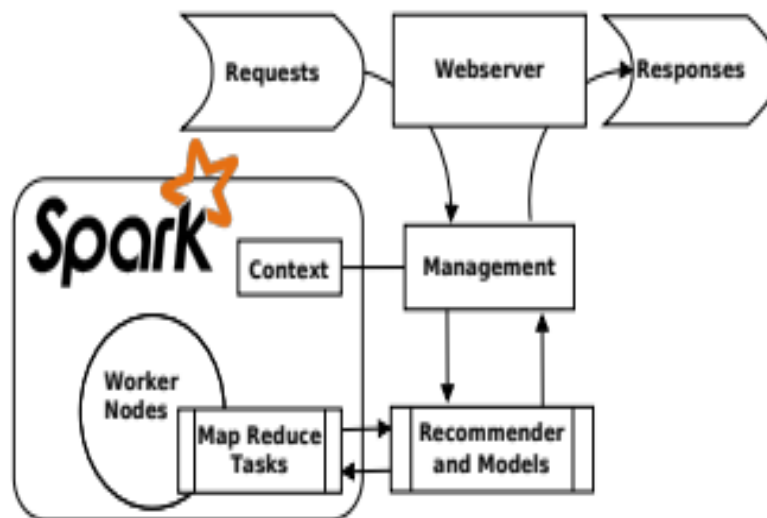 Requests
Webserver
Responses
Spark
Context
Management
Worker
Nodes
Map Reduce
Tasks
Recommender
and Models